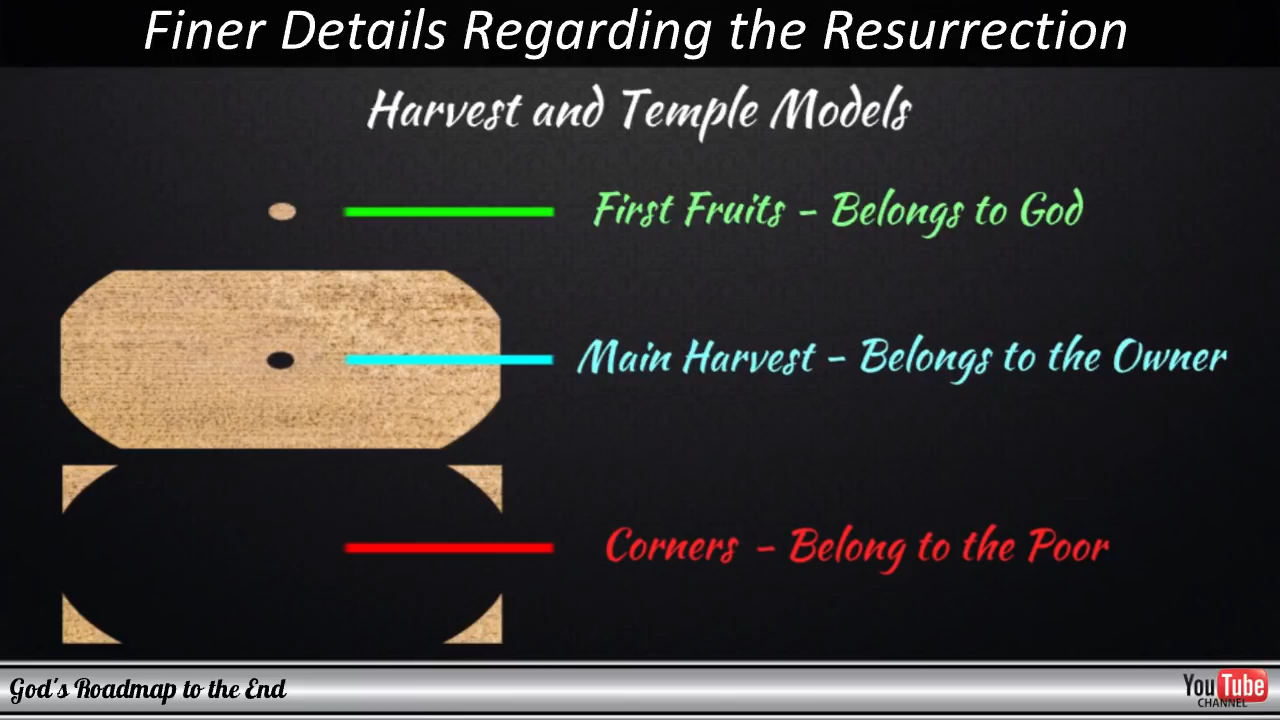 Finer Details Regarding the Resurrection
Harvest and Temple Models
First Fruits - Belongs to God
Main Harvest - Belongs to the Owner
Corners - Belong to the Poor
God's Roadmap to the End
YouTube
CHANNEL